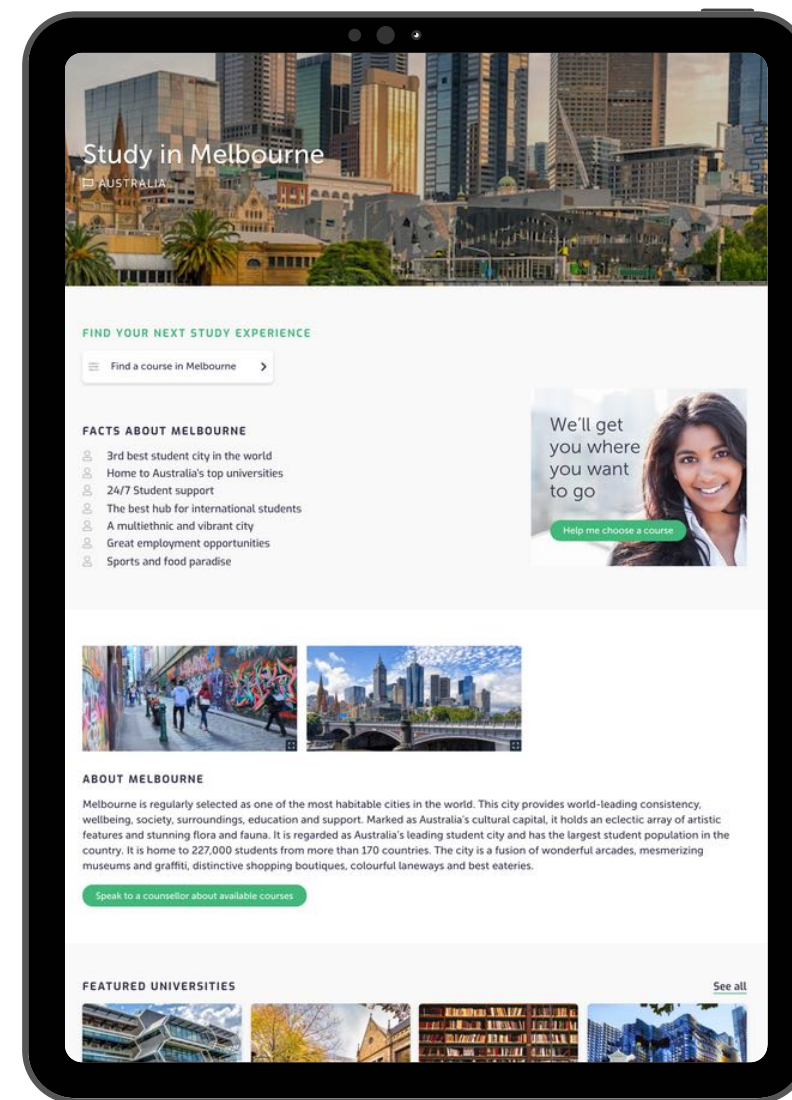 Study in Melbourne
AUSTRALIA
FIND YOUR NEXT STUDY EXPERIENCE
Find a course in Melbourne
FACTS ABOUT MELBOURNE
3rd best student city in the world
Home to Australia's top universities
24/7 Student support
The best hub for international students
A multiethnic and vibrant city
Great employment opportunities
Sports and food paradise
We'll get
you where
you want
to go
Help me choose a course
ABOUT MELBOURNE
Melbourne is regularly selected as one of the most habitable cities in the world. This city provides world-leading consistency,
wellbeing, society, surroundings, education and support. Marked as Australia's cultural capital, it holds an eclectic array of artistic
features and stunning flora and fauna. It is regarded as Australia's leading student city and has the largest student population in the
country. It is home to 227,000 students from more than 170 countries. The city is a fusion of wonderful arcades, mesmerizing
museums and graffiti, distinctive shopping boutiques, colourful laneways and best eateries.
Speak to a counsellor about available courses
FEATURED UNIVERSITIES
See all